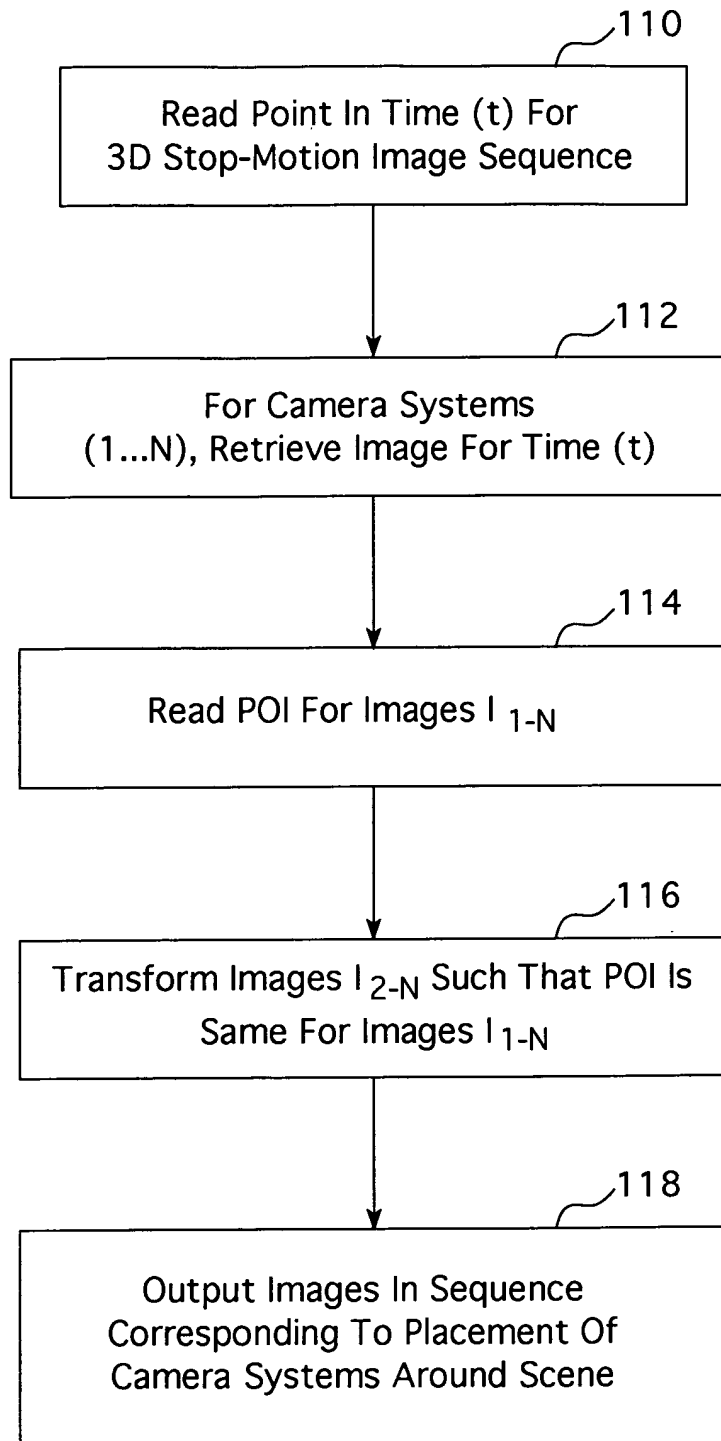 110
Read Point In Time (t) For
3D Stop-Motion Image Sequence
112
For Camera Systems
(1...N), Retrieve Image For Time (t)
114
Read POI For Images I 1-N
116
Transform Images I 2-N Such That POI Is
Same For Images I 1-N
118
Output Images In Sequence
Corresponding To Placement Of
Camera Systems Around Scene